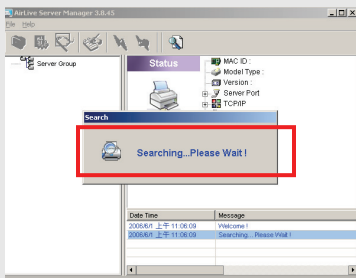 AirLive Server Manager 3.8.45
File Help
Server Group
Status
MAC ID :
Model Type :
Version :
Server Port
TCP/IP
Search
Searching...Please Wait !
Date Time Message
2006/6/1 上午 11:06:09 Welcome !
2006/6/1 上午 11:06:09 Searching... Please Wait !